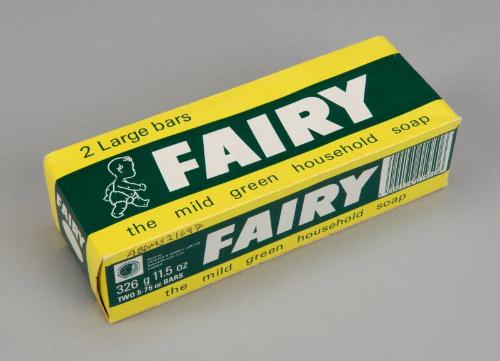 2 Large bars
FAIRY
the mild green household soap
FAIRY
FAIRY
the mild green household soap
326 g 11.5 oz
TWO 5·75 oz BARS